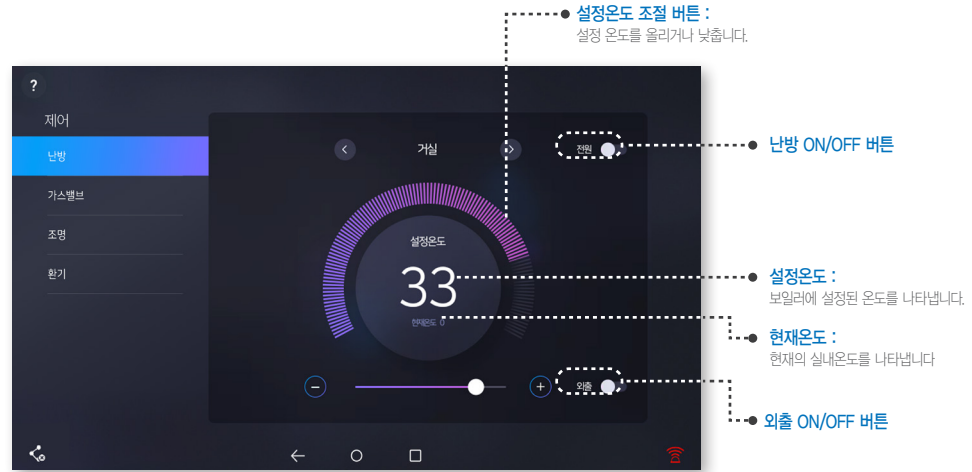 설정온도 조절 버튼 :
설정 온도를 올리거나 낮춥니다.
?
제어
난방
가스밸브
조명
환기
거실
전원
난방 ON/OFF 버튼
설정온도
33
현재온도 0
설정온도 :
보일러에 설정된 온도를 나타냅니다.
현재온도 :
현재의 실내온도를 나타냅니다
외출
외출 ON/OFF 버튼